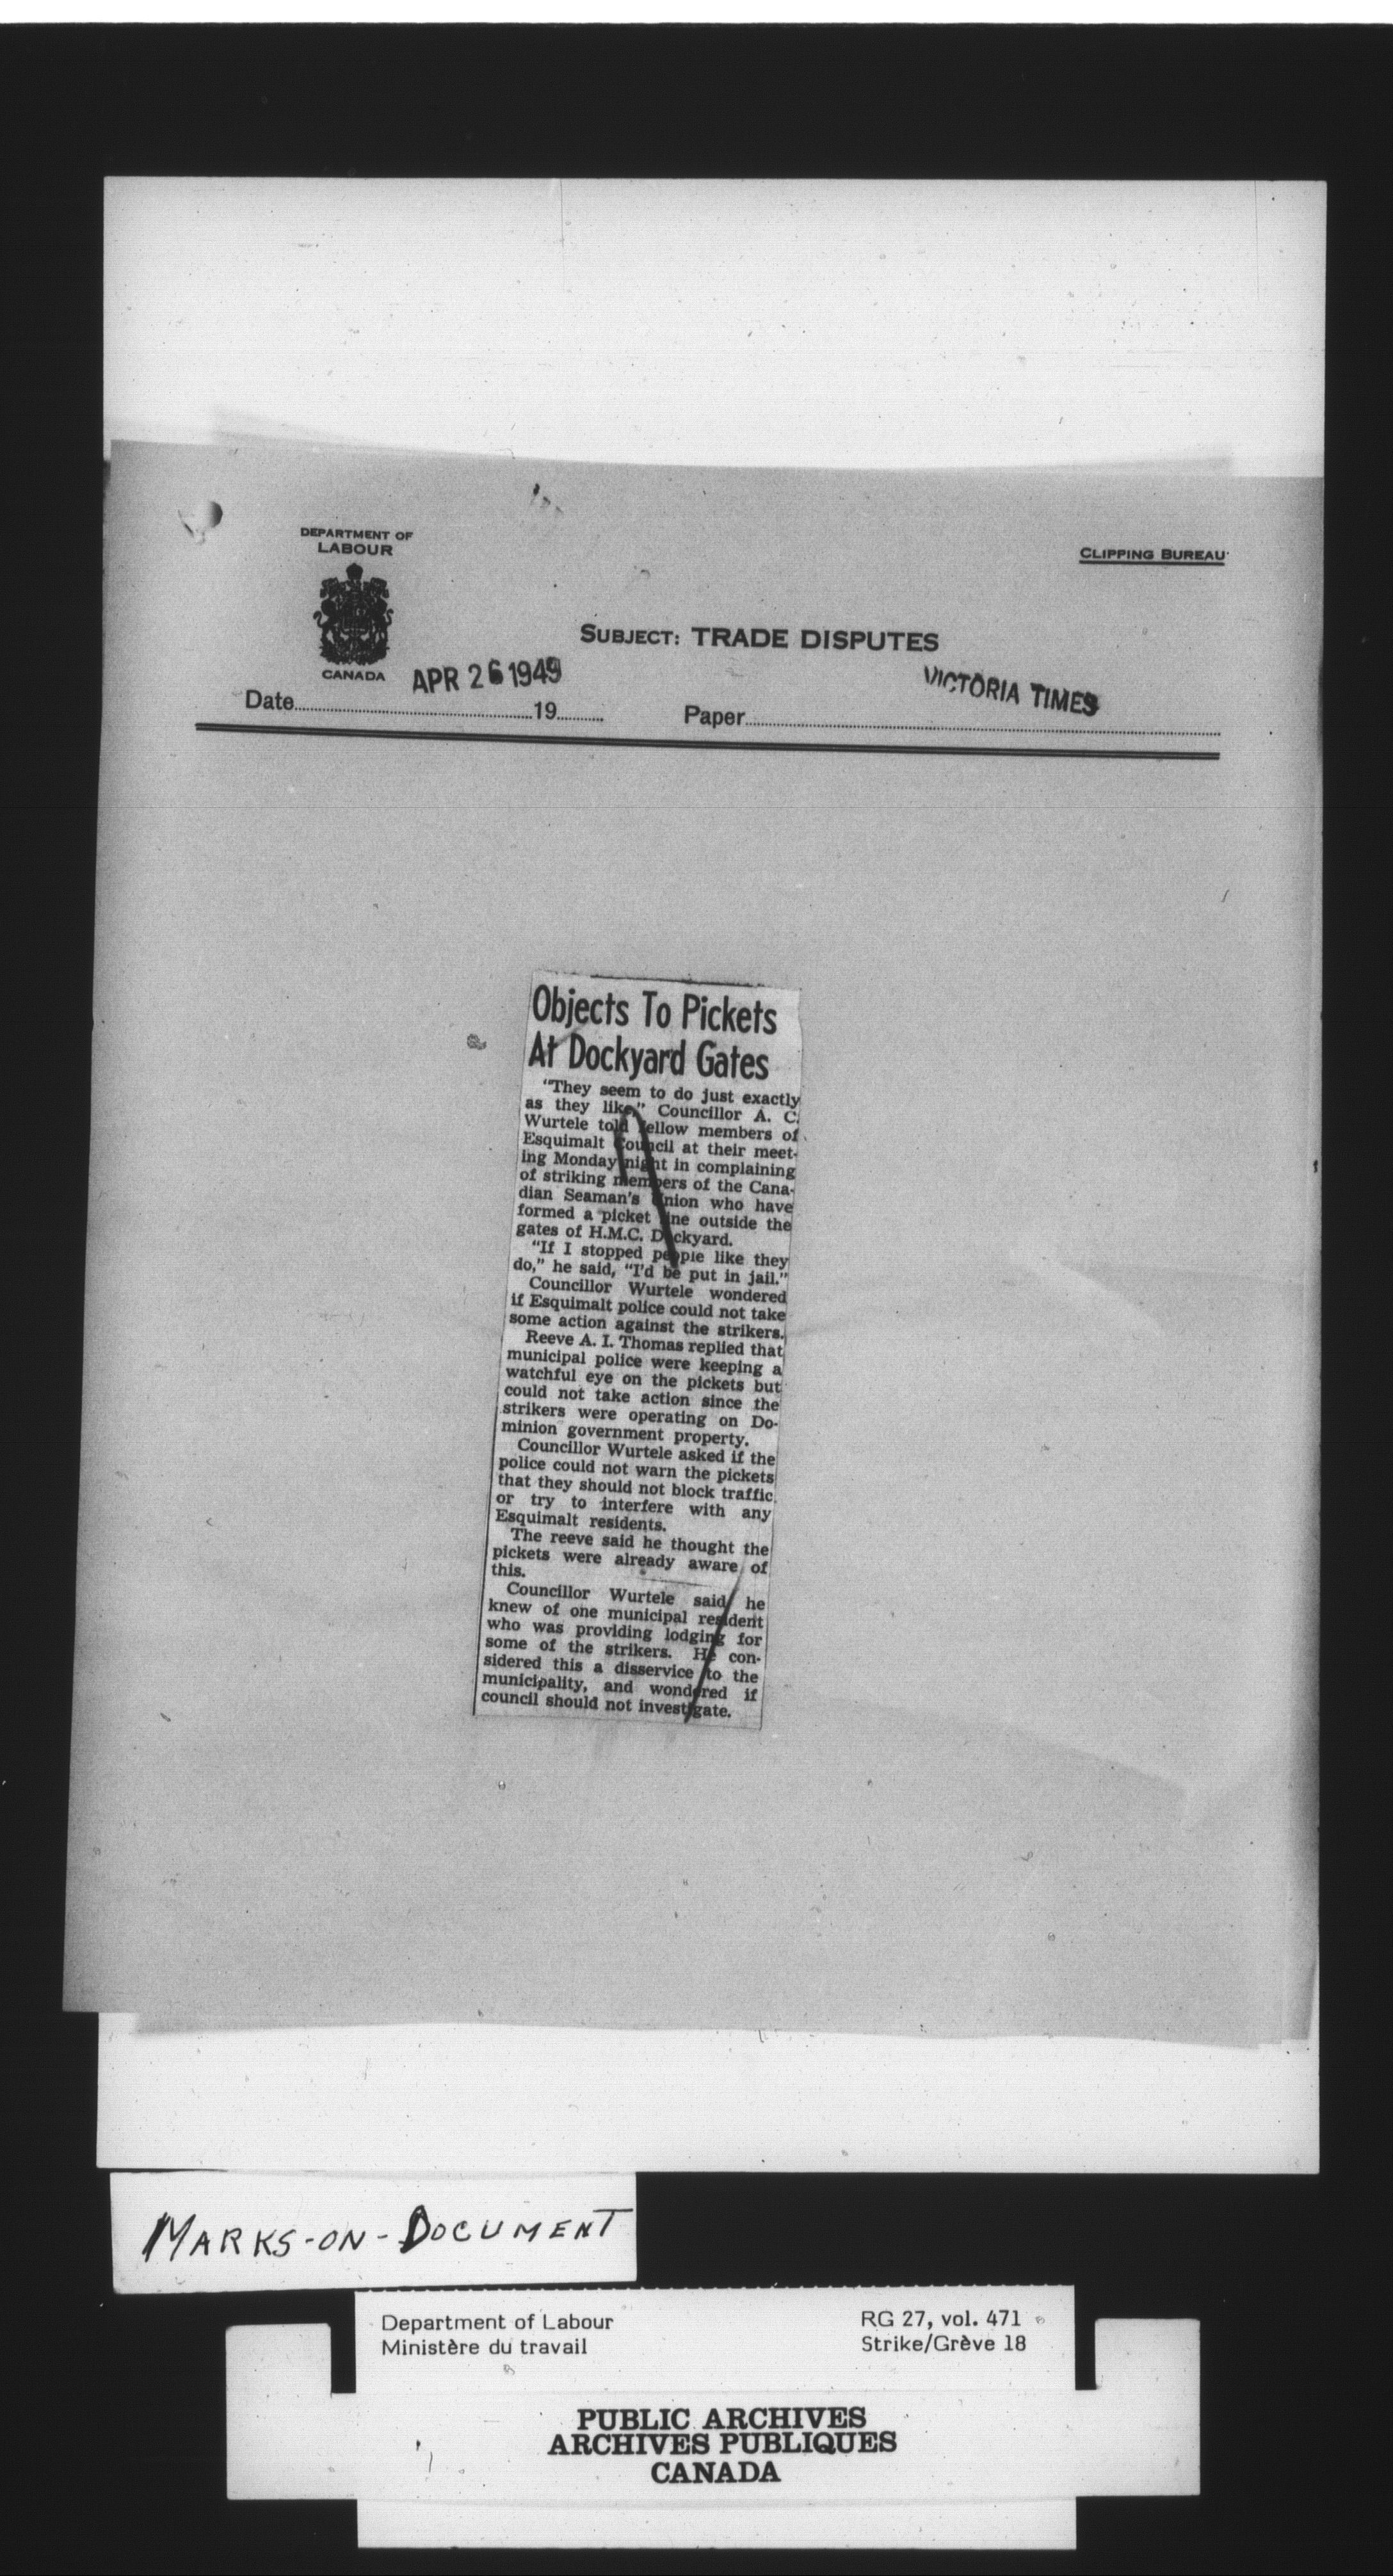 DEPARTMENT OF
LABOUR
CANADA
CLIPPING BUREAU
SUBJECT: TRADE DISPUTES
APR 26 1949
VICTORIA TIMES
Date 19
Paper
Objects To Pickets
At Dockyard Gates
"They seem to do just exactly
as they like," Councillor A. C.
Wurtele told fellow members of
Esquimalt Council at their meet-
ing Monday night in complaining
of striking members of the Cana-
dian Seaman's Union who have
formed a picket line outside the
gates of H.M.C. Dockyard.
"If I stopped people like they
do," he said, "I'd be put in jail."
Councillor Wurtele wondered
if Esquimalt police could not take
some action against the strikers.
Reeve A. I. Thomas replied that
municipal police were keeping a
watchful eye on the pickets but
could not take action since the
strikers were operating on Do-
minion government property.
Councillor Wurtele asked if the
police could not warn the pickets
that they should not block traffic
or try to interfere with any
Esquimalt residents.
The reeve said he thought the
pickets were already aware of
this.
Councillor Wurtele said he
knew of one municipal resident
who was providing lodging for
some of the strikers. He con-
sidered this a disservice to the
municipality, and wondered if
council should not investigate.
MARKS-ON-DOCUMENT
Department of Labour
Ministère du travail
RG 27, vol. 471
Strike/Grève 18
PUBLIC ARCHIVES
ARCHIVES PUBLIQUES
CANADA